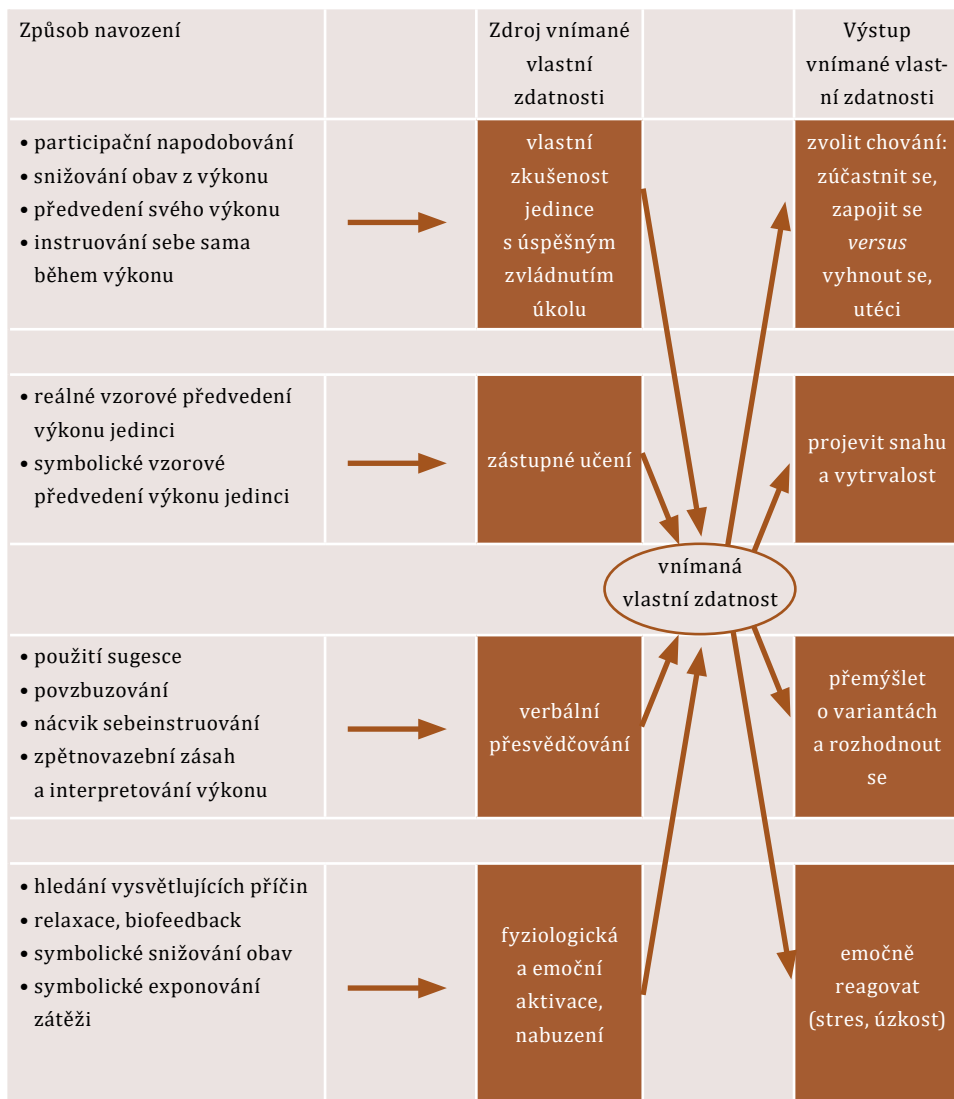 Způsob navození
Zdroj vnímané
vlastní
zdatnosti
Výstup
vnímané vlast-
ní zdatnosti
• participační napodobování
• snižování obav z výkonu
• předvedení svého výkonu
• instruování sebe sama
během výkonu
vlastní
zkušenost
jedince
s úspěšným
zvládnutím
úkolu
zvolit chování:
zúčastnit se,
zapojit se
versus
vyhnout se,
utéci
• reálné vzorové předvedení
výkonu jedinci
• symbolické vzorové
předvedení výkonu jedinci
zástupné učení
projevit snahu
a vytrvalost
vnímaná
vlastní zdatnost
• použití sugesce
• povzbuzování
• nácvik sebeinstruování
• zpětnovazební zásah
a interpretování výkonu
verbální
přesvědčování
přemýšlet
o variantách
a rozhodnout
se
• hledání vysvětlujících příčin
• relaxace, biofeedback
• symbolické snižování obav
• symbolické exponování
zátěži
fyziologická
a emoční
aktivace,
nabuzení
emočně
reagovat
(stres, úzkost)